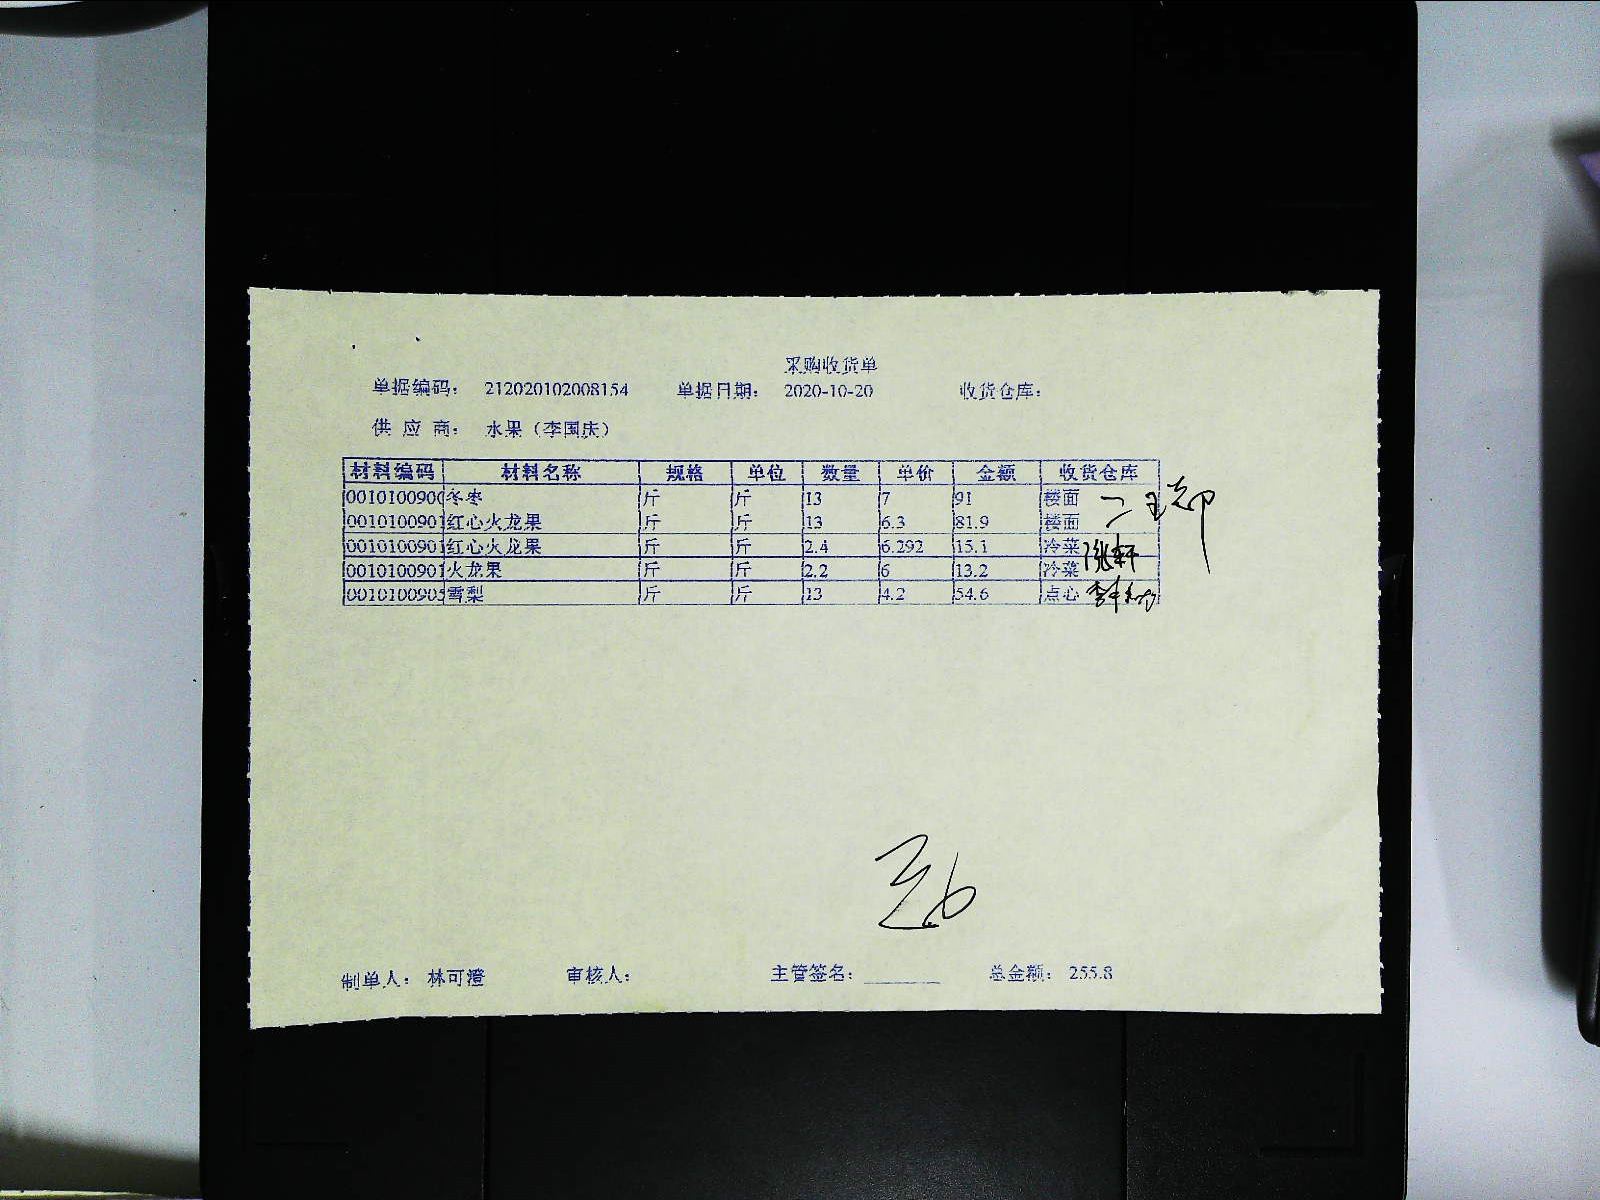 采购收货单
单据编码： 212020102008154 单据日期： 2020-10-20 收货仓库：
供 应 商： 水果（李国庆）
材料编码 材料名称 规格 单位 数量 单价 金额 收货仓库
0010100900 冬枣 斤 斤 13 7 91 楼面
0010100901 红心火龙果 斤 斤 13 6.3 81.9 楼面
0010100901 红心火龙果 斤 斤 2.4 6.292 15.1 冷菜
0010100901 火龙果 斤 斤 2.2 6 13.2 冷菜
0010100905 雪梨 斤 斤 13 4.2 54.6 点心
制单人： 林可澄 审核人： 主管签名： 总金额： 255.8